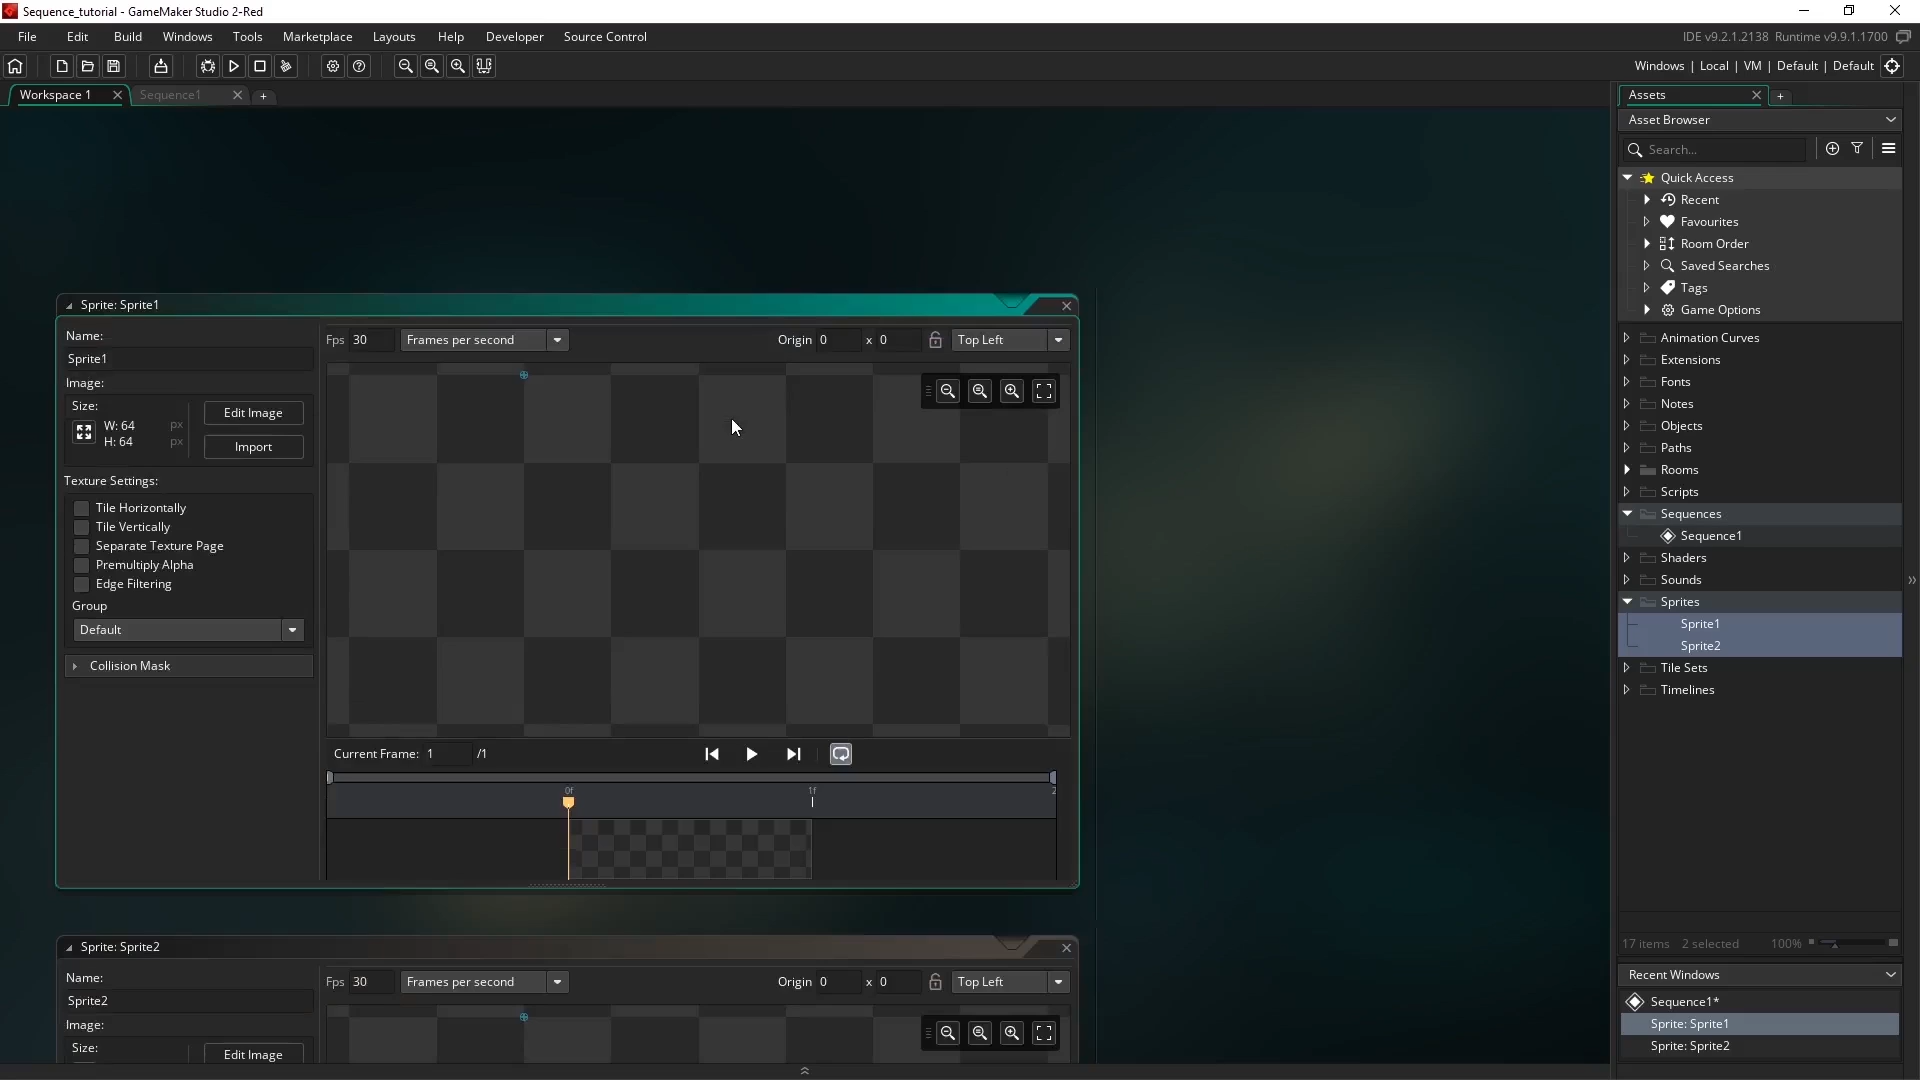 Sequence_tutorial - GameMaker Studio 2-Red
File Edit Build Windows Tools Marketplace Layouts Help Developer Source Control
IDE v9.2.1.2138 Runtime v9.9.1.1700
Windows | Local | VM | Default | Default
Workspace 1 Sequence1
Assets
Asset Browser
Search...
Quick Access
Recent
Favourites
Room Order
Saved Searches
Tags
Game Options
Animation Curves
Extensions
Fonts
Notes
Objects
Paths
Rooms
Scripts
Sequences
Sequence1
Shaders
Sounds
Sprites
Sprite1
Sprite2
Tile Sets
Timelines
17 items 2 selected 100%
Recent Windows
Sequence1*
Sprite: Sprite1
Sprite: Sprite2
Sprite: Sprite1
Name:
Sprite1
Image:
Size:
W: 64 px
H: 64 px
Edit Image
Import
Texture Settings:
Tile Horizontally
Tile Vertically
Separate Texture Page
Premultiply Alpha
Edge Filtering
Group
Default
Collision Mask
Fps 30 Frames per second Origin 0 x 0 Top Left
Current Frame: 1 /1
0f 1f 2
Sprite: Sprite2
Name:
Sprite2
Image:
Size:
Edit Image
Fps 30 Frames per second Origin 0 x 0 Top Left